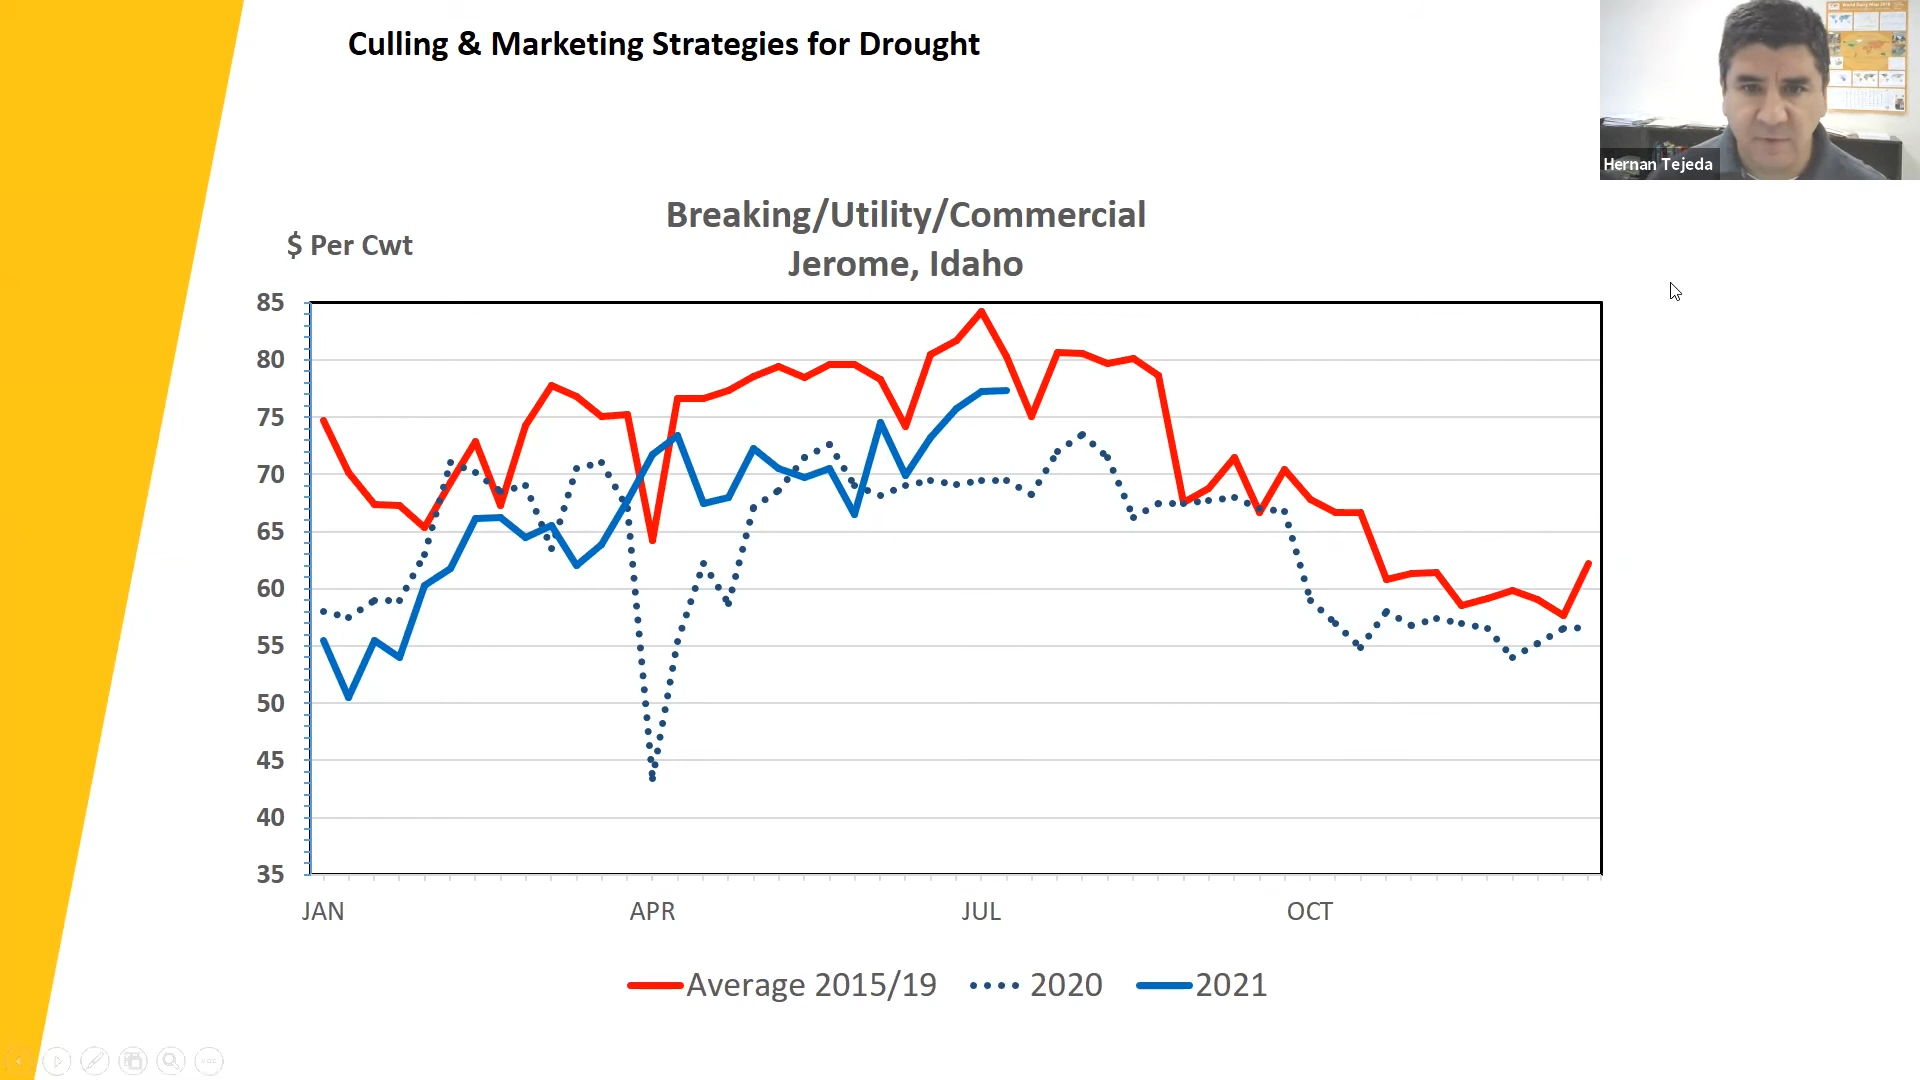 Culling & Marketing Strategies for Drought
Hernan Tejeda
Breaking/Utility/Commercial
Jerome, Idaho
$ Per Cwt
85
80
75
70
65
60
55
50
45
40
35
JAN APR JUL OCT
Average 2015/19 2020 2021